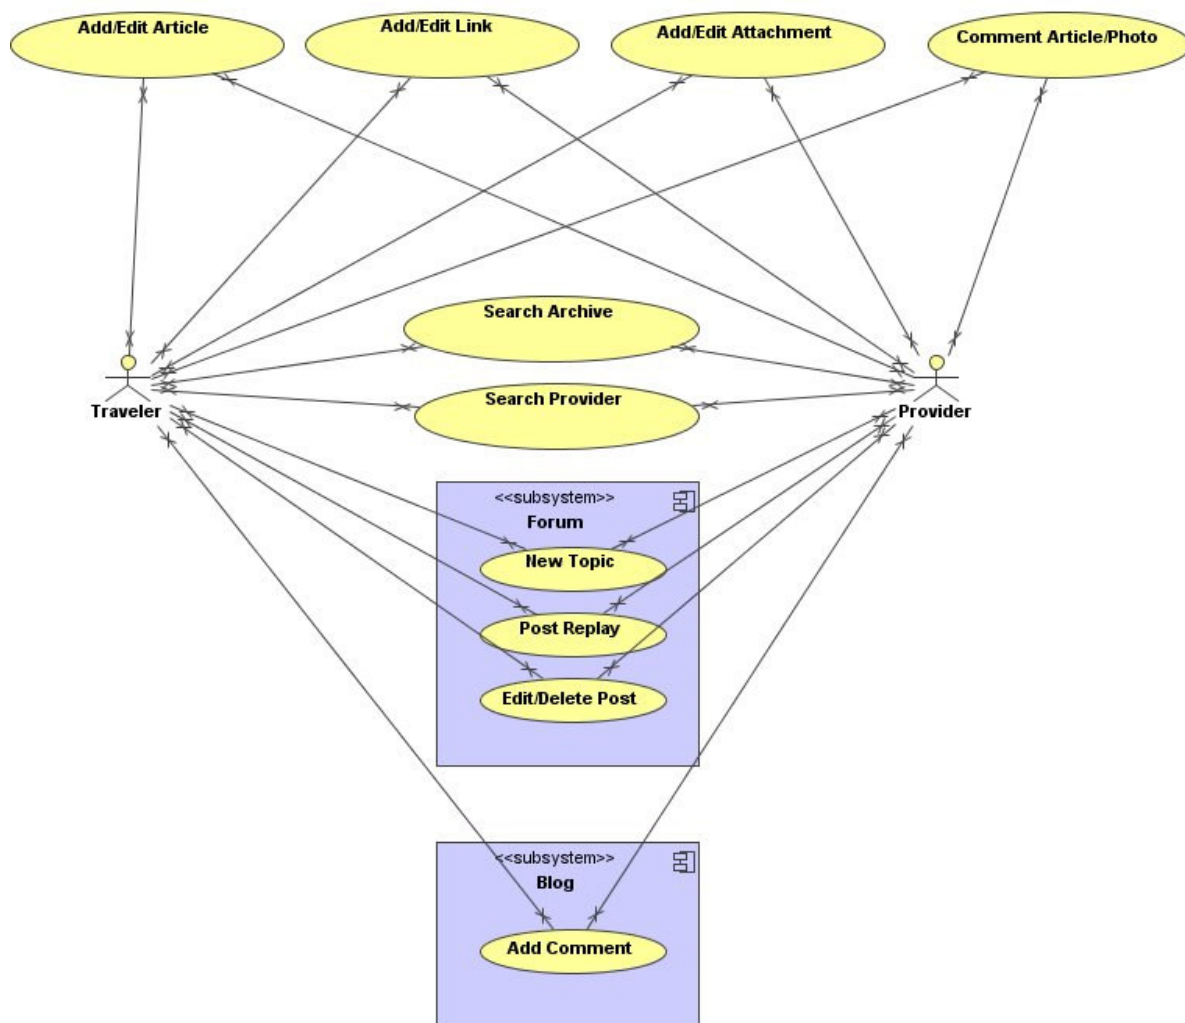 Add/Edit Article
Add/Edit Link
Add/Edit Attachment
Comment Article/Photo
Search Archive
Search Provider
Traveler
Provider
<<subsystem>>
Forum
New Topic
Post Replay
Edit/Delete Post
<<subsystem>>
Blog
Add Comment